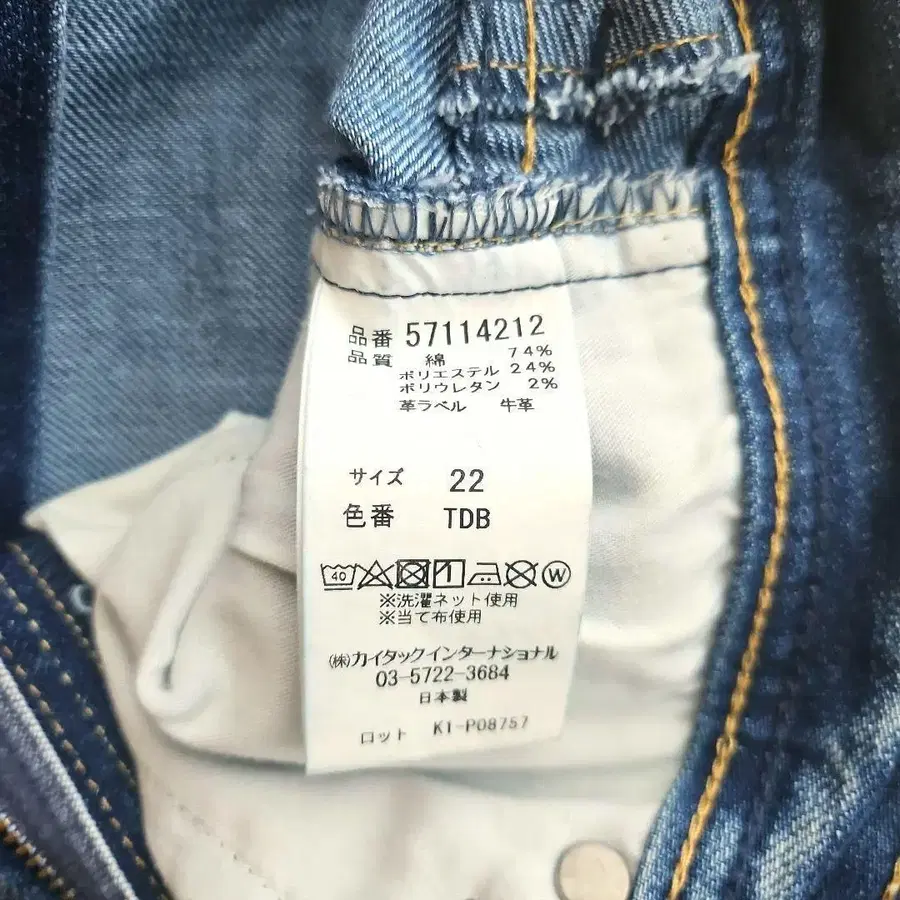 品番 57114212
品質 綿 74%
ポリエステル 24%
ポリウレタン 2%
革ラベル 牛革
サイズ 22
色番 TDB
40 W
※洗濯ネット使用
※当て布使用
(株)カイタックインターナショナル
03-5722-3684
日本製
ロット K1-P08757